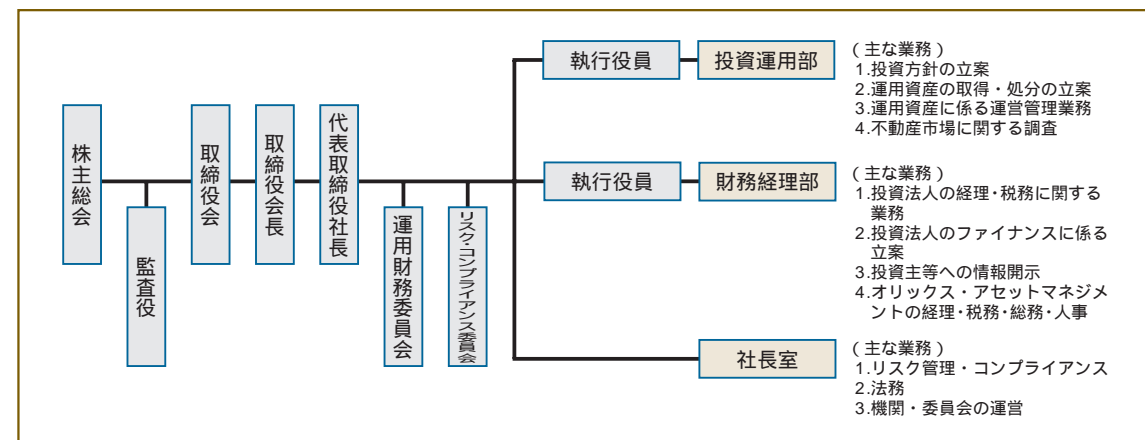 株主総会
監査役
取締役会
取締役会長
代表取締役社長
運用財務委員会
リスク・コンプライアンス委員会
執行役員
投資運用部
(主な業務)
1.投資方針の立案
2.運用資産の取得・処分の立案
3.運用資産に係る運営管理業務
4.不動産市場に関する調査
執行役員
財務経理部
(主な業務)
1.投資法人の経理・税務に関する
業務
2.投資法人のファイナンスに係る
立案
3.投資主等への情報開示
4.オリックス・アセットマネジメ
ントの経理・税務・総務・人事
社長室
(主な業務)
1.リスク管理・コンプライアンス
2.法務
3.機関・委員会の運営